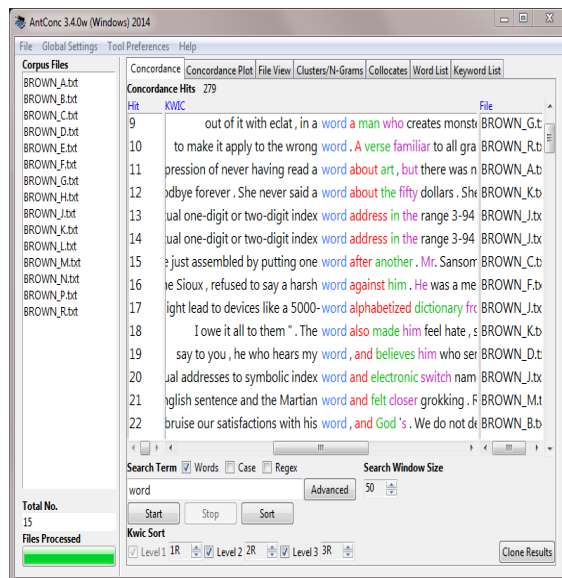 AntConc 3.4.0w (Windows) 2014
File Global Settings Tool Preferences Help
Corpus Files
BROWN_A.txt
BROWN_B.txt
BROWN_C.txt
BROWN_D.txt
BROWN_E.txt
BROWN_F.txt
BROWN_G.txt
BROWN_H.txt
BROWN_J.txt
BROWN_K.txt
BROWN_L.txt
BROWN_M.txt
BROWN_N.txt
BROWN_P.txt
BROWN_R.txt
Total No.
15
Files Processed
Concordance Concordance Plot File View Clusters/N-Grams Collocates Word List Keyword List
Concordance Hits 279
Hit KWIC File
9 out of it with eclat , in a word a man who creates monste BROWN_G.t
10 to make it apply to the wrong word . A verse familiar to all gra BROWN_R.t
11 pression of never having read a word about art , but there was n BROWN_A.t
12 odbye forever . She never said a word about the fifty dollars . She BROWN_K.t
13 tual one-digit or two-digit index word address in the range 3-94 BROWN_J.tx
14 tual one-digit or two-digit index word address in the range 3-94 BROWN_J.tx
15 e just assembled by putting one word after another . Mr. Sansom BROWN_C.t
16 he Sioux , refused to say a harsh word against him . He was a me BROWN_F.t
17 ight lead to devices like a 5000- word alphabetized dictionary fro BROWN_J.tx
18 I owe it all to them " . The word also made him feel hate , s BROWN_K.t
19 say to you , he who hears my word , and believes him who sen BROWN_D.t
20 ual addresses to symbolic index word and electronic switch nam BROWN_J.tx
21 nglish sentence and the Martian word and felt closer grokking . R BROWN_M.t
22 bruise our satisfactions with his word , and God 's . We do not de BROWN_B.t
Search Term Words Case Regex Search Window Size
word Advanced 50
Start Stop Sort
Kwic Sort
Level 1 1R Level 2 2R Level 3 3R Clone Results